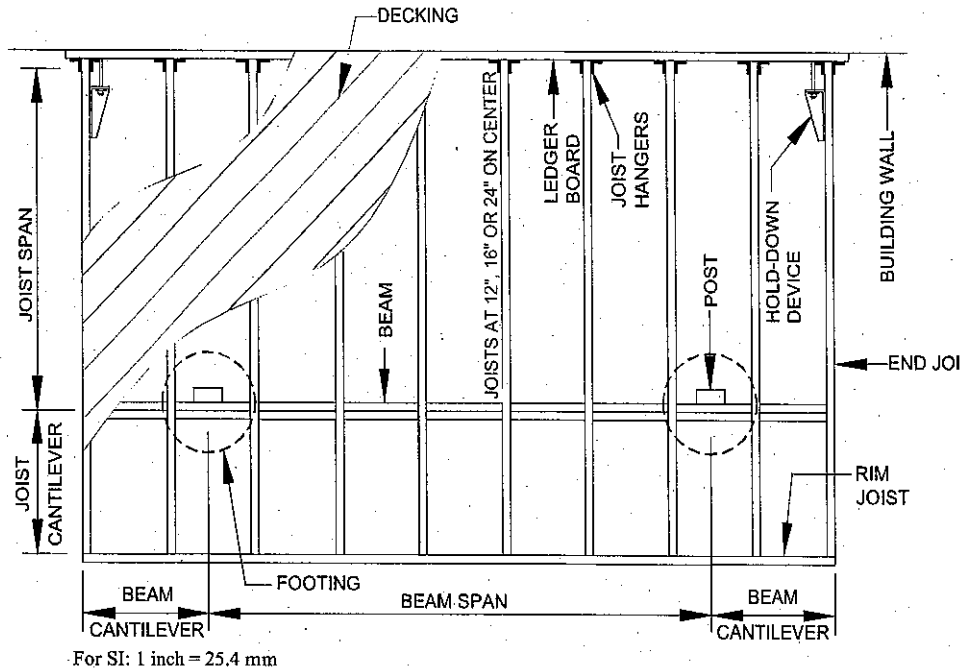 DECKING
JOIST SPAN
JOISTS AT 12", 16" OR 24" ON CENTER
LEDGER
BOARD
JOIST
HANGERS
BUILDING WALL
HOLD-DOWN
DEVICE
POST
BEAM
END JOI
JOIST
CANTILEVER
RIM
JOIST
FOOTING
BEAM
CANTILEVER
BEAM SPAN
BEAM
CANTILEVER
For SI: 1 inch = 25.4 mm